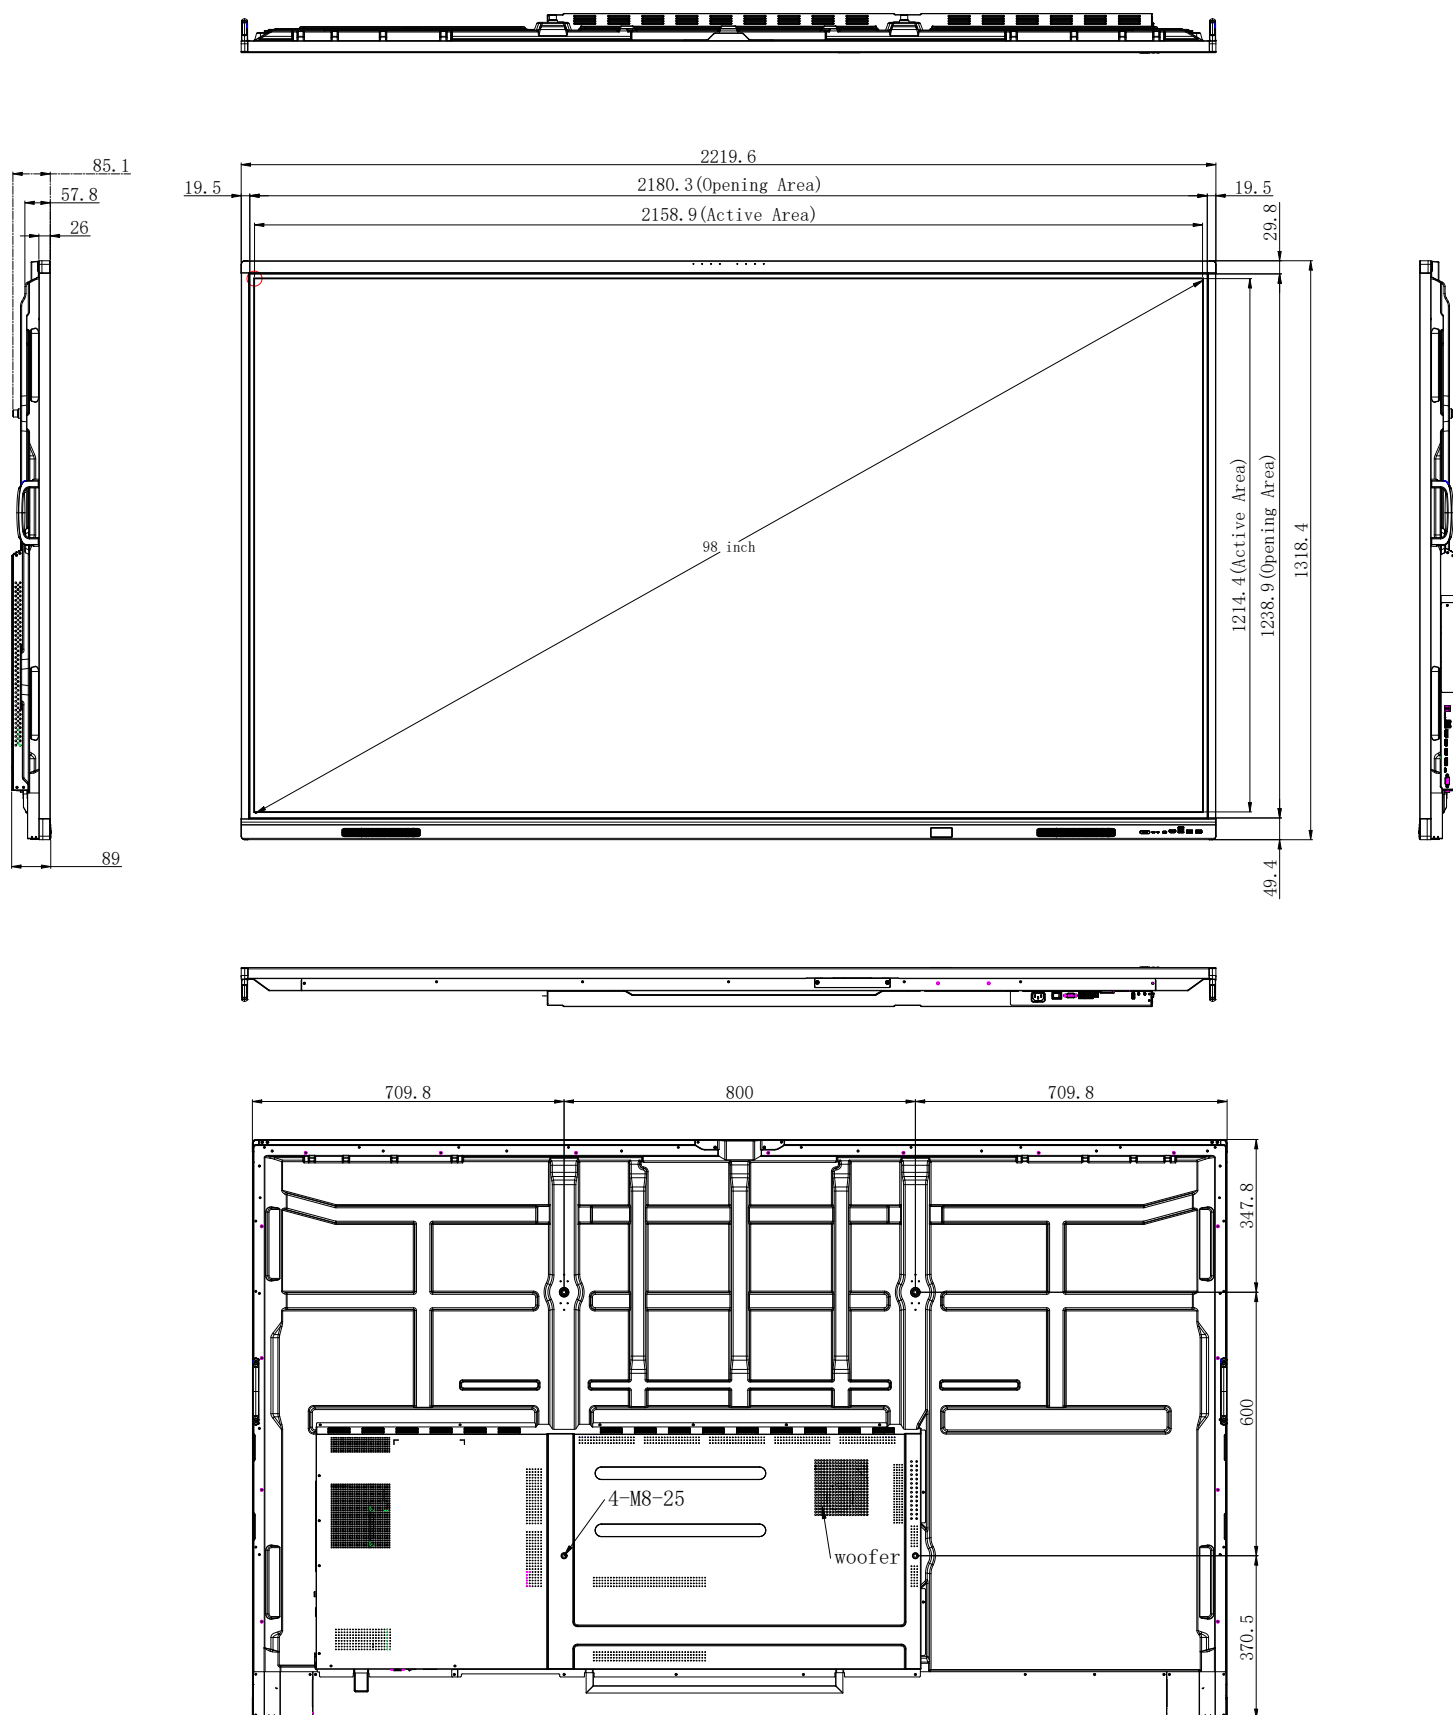 2219.6
85.1
2180.3(Opening Area)
19.5
19.5
57.8
2158.9(Active Area)
29.8
26
1214.4(Active Area)
1238.9(Opening Area)
1318.4
98 inch
89
49.4
709.8
800
709.8
347.8
600
4-M8-25
woofer
370.5